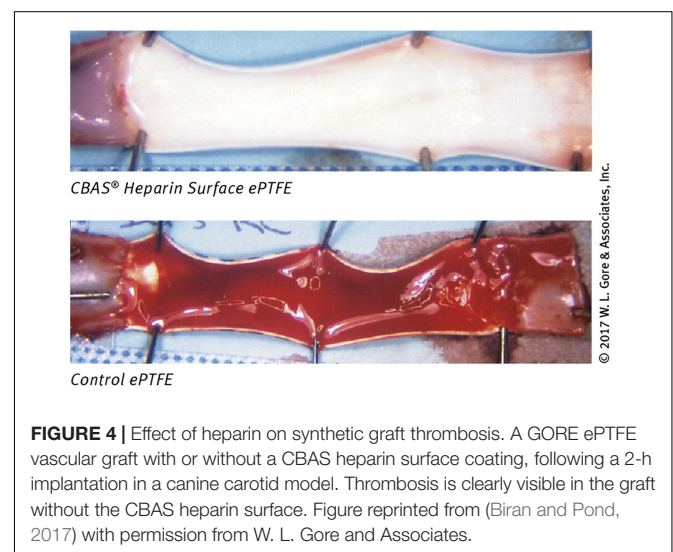 CBAS® Heparin Surface ePTFE
© 2017 W. L. Gore & Associates, Inc.
Control ePTFE
FIGURE 4 | Effect of heparin on synthetic graft thrombosis. A GORE ePTFE
vascular graft with or without a CBAS heparin surface coating, following a 2-h
implantation in a canine carotid model. Thrombosis is clearly visible in the graft
without the CBAS heparin surface. Figure reprinted from (Biran and Pond,
2017) with permission from W. L. Gore and Associates.